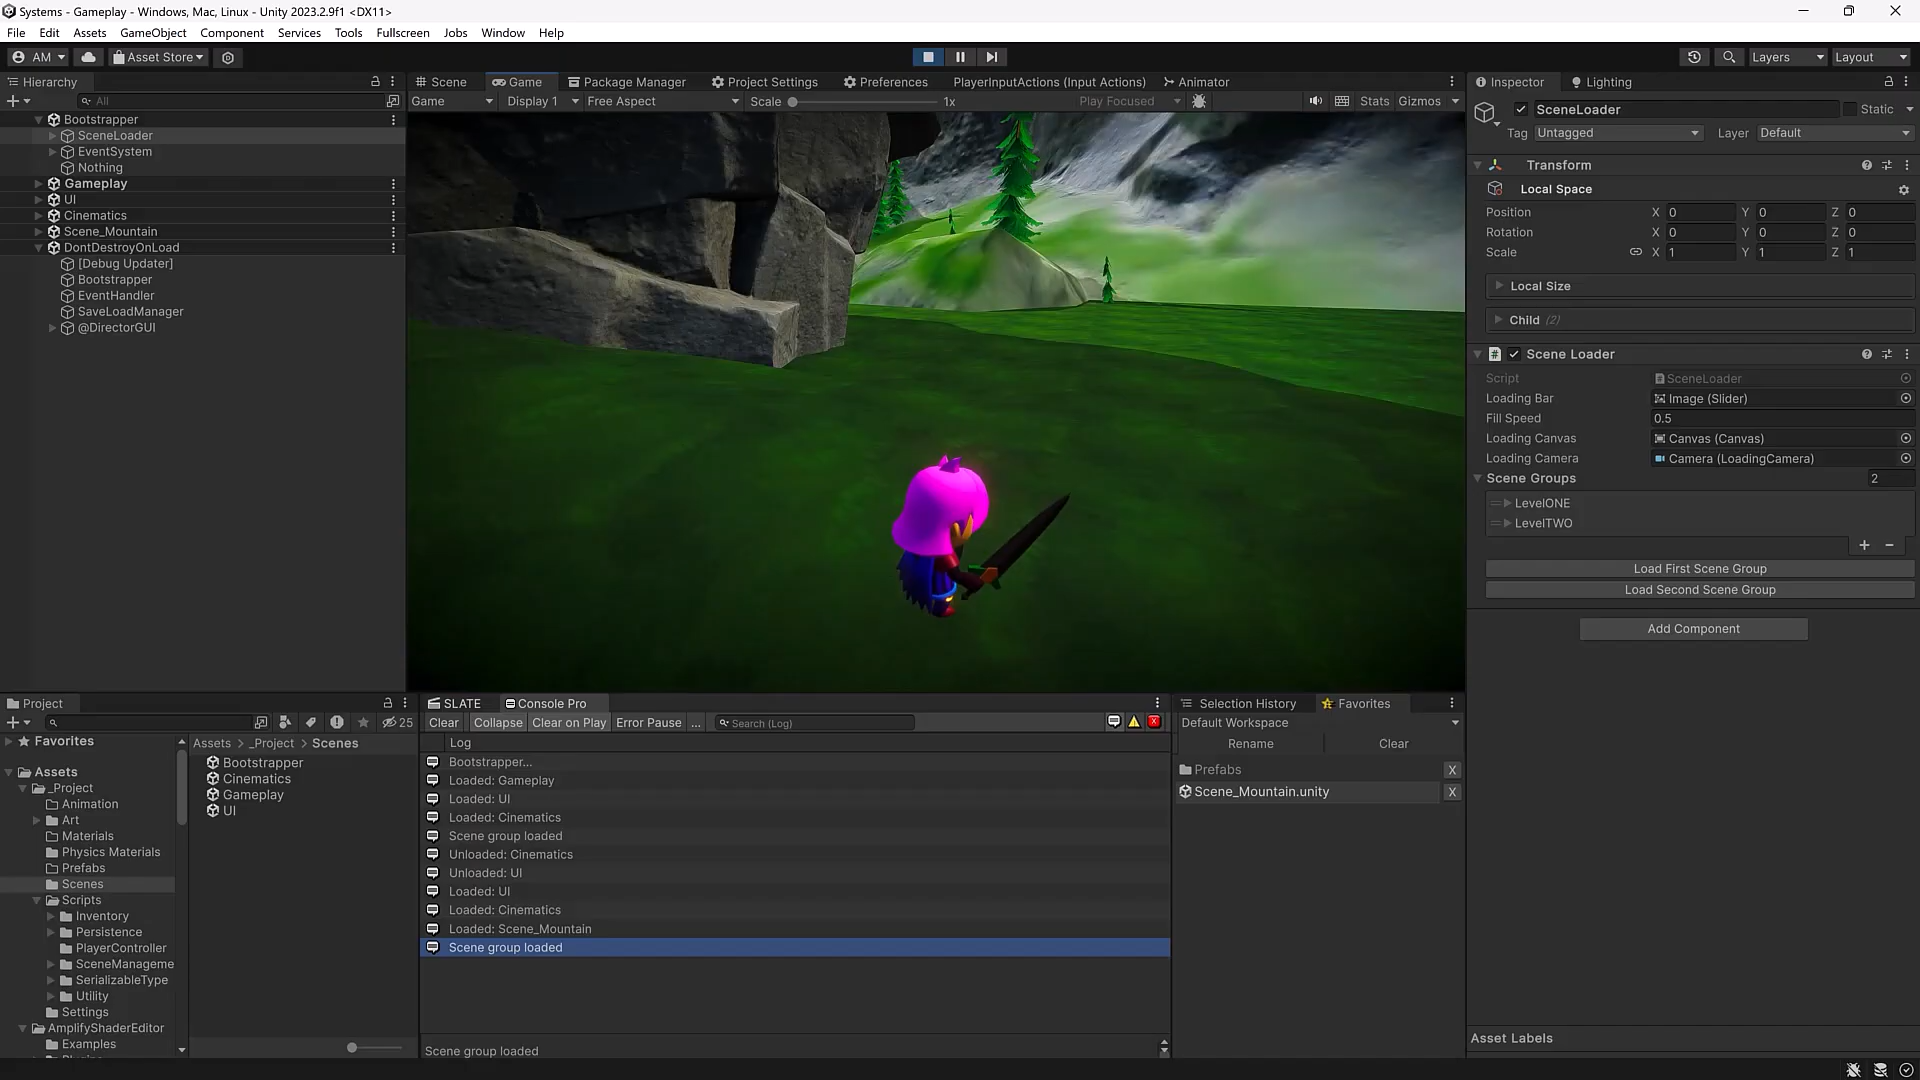 Systems - Gameplay - Windows, Mac, Linux - Unity 2023.2.9f1 <DX11>
File Edit Assets GameObject Component Services Tools Fullscreen Jobs Window Help
AM Asset Store Layers Layout
Hierarchy
All
Bootstrapper
SceneLoader
EventSystem
Nothing
Gameplay
UI
Cinematics
Scene_Mountain
DontDestroyOnLoad
[Debug Updater]
Bootstrapper
EventHandler
SaveLoadManager
@DirectorGUI
Scene Game Package Manager Project Settings Preferences PlayerInputActions (Input Actions) Animator
Game Display 1 Free Aspect Scale 1x Play Focused Stats Gizmos
Inspector Lighting
SceneLoader Static
Tag Untagged Layer Default
Transform
Local Space
Position X 0 Y 0 Z 0
Rotation X 0 Y 0 Z 0
Scale X 1 Y 1 Z 1
Local Size
Child (2)
Scene Loader
Script SceneLoader
Loading Bar Image (Slider)
Fill Speed 0.5
Loading Canvas Canvas (Canvas)
Loading Camera Camera (LoadingCamera)
Scene Groups 2
LevelONE
LevelTWO
+ −
Load First Scene Group
Load Second Scene Group
Add Component
Asset Labels
Project
25
Favorites
Assets
_Project
Animation
Art
Materials
Physics Materials
Prefabs
Scenes
Scripts
Inventory
Persistence
PlayerController
SceneManageme
SerializableType
Utility
Settings
AmplifyShaderEditor
Examples
Assets > _Project > Scenes
Bootstrapper
Cinematics
Gameplay
UI
SLATE Console Pro
Clear Collapse Clear on Play Error Pause ... Search (Log)
Log
Bootstrapper...
Loaded: Gameplay
Loaded: UI
Loaded: Cinematics
Scene group loaded
Unloaded: Cinematics
Unloaded: UI
Loaded: UI
Loaded: Cinematics
Loaded: Scene_Mountain
Scene group loaded
Scene group loaded
Selection History Favorites
Default Workspace
Rename Clear
Prefabs X
Scene_Mountain.unity X